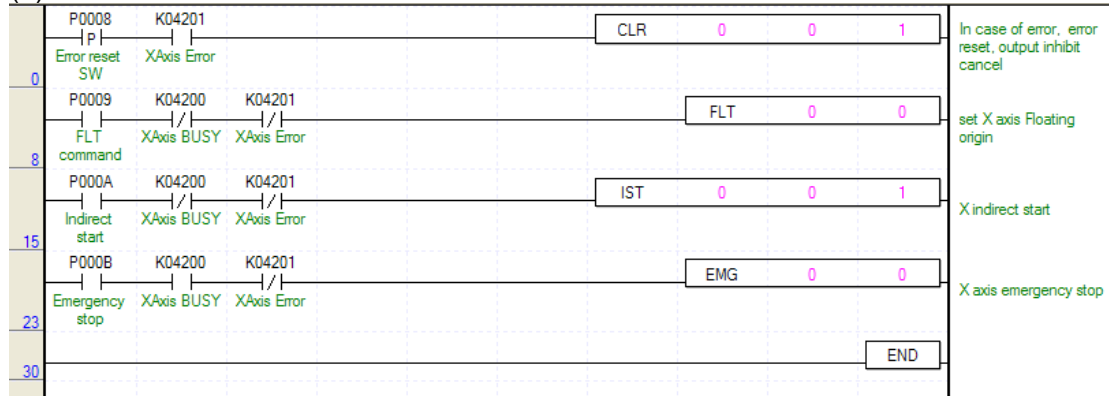 P0008 K04201
P CLR 0 0 1
Error reset SW XAxis Error
In case of error, error
reset, output inhibit
cancel
0
P0009 K04200 K04201
FLT 0 0
FLT command XAxis BUSY XAxis Error
set X axis Floating
origin
8
P000A K04200 K04201
IST 0 0 1
Indirect start XAxis BUSY XAxis Error
X indirect start
15
P000B K04200 K04201
EMG 0 0
Emergency stop XAxis BUSY XAxis Error
X axis emergency stop
23
END
30